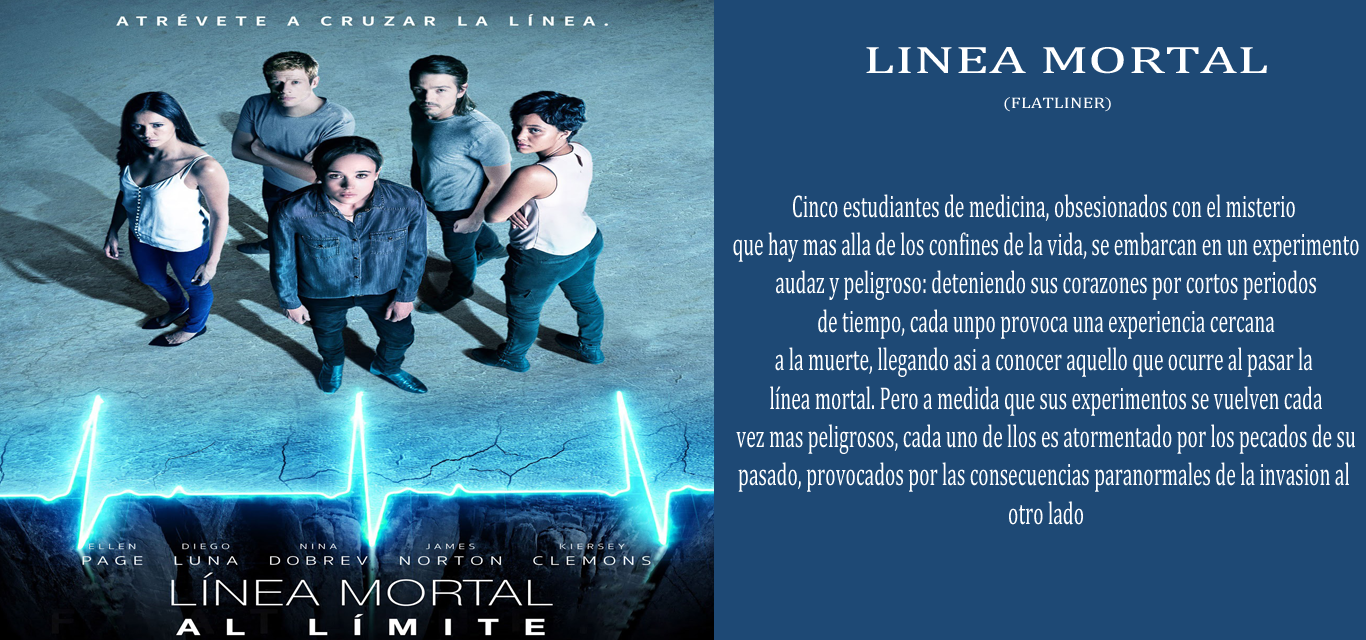 ATRÉVETE A CRUZAR LA LÍNEA.
ELLEN PAGE DIEGO LUNA NINA DOBREV JAMES NORTON KIERSEY CLEMONS
LÍNEA MORTAL
AL LÍMITE
LINEA MORTAL
(FLATLINER)
Cinco estudiantes de medicina, obsesionados con el misterio
que hay mas alla de los confines de la vida, se embarcan en un experimento
audaz y peligroso: deteniendo sus corazones por cortos periodos
de tiempo, cada unpo provoca una experiencia cercana
a la muerte, llegando asi a conocer aquello que ocurre al pasar la
línea mortal. Pero a medida que sus experimentos se vuelven cada
vez mas peligrosos, cada uno de llos es atormentado por los pecados de su
pasado, provocados por las consecuencias paranormales de la invasion al
otro lado